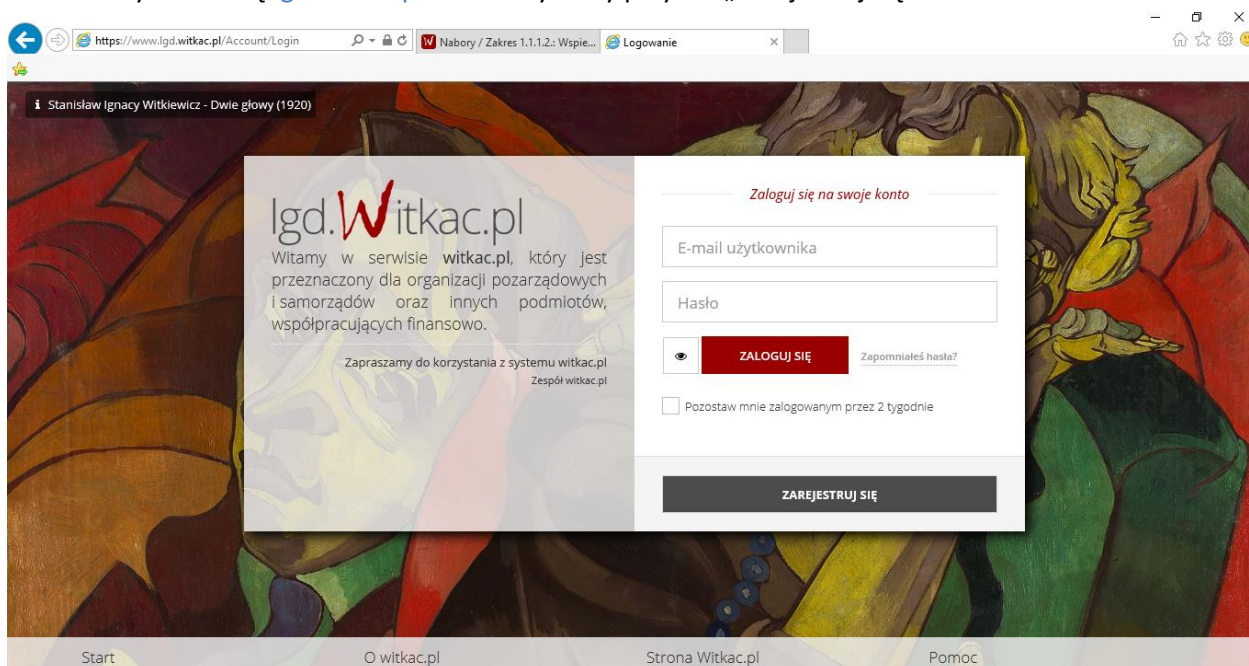 https://www.lgd.witkac.pl/Account/Login
Nabory / Zakres 1.1.1.2.: Wspie...
Logowanie
Stanisław Ignacy Witkiewicz - Dwie głowy (1920)
lgd.Witkac.pl
Witamy w serwisie witkac.pl, który jest
przeznaczony dla organizacji pozarządowych
i samorządów oraz innych podmiotów,
współpracujących finansowo.
Zapraszamy do korzystania z systemu witkac.pl
Zespół witkac.pl
Zaloguj się na swoje konto
E-mail użytkownika
Hasło
ZALOGUJ SIĘ
Zapomniałeś hasła?
Pozostaw mnie zalogowanym przez 2 tygodnie
ZAREJESTRUJ SIĘ
Start
O witkac.pl
Strona Witkac.pl
Pomoc